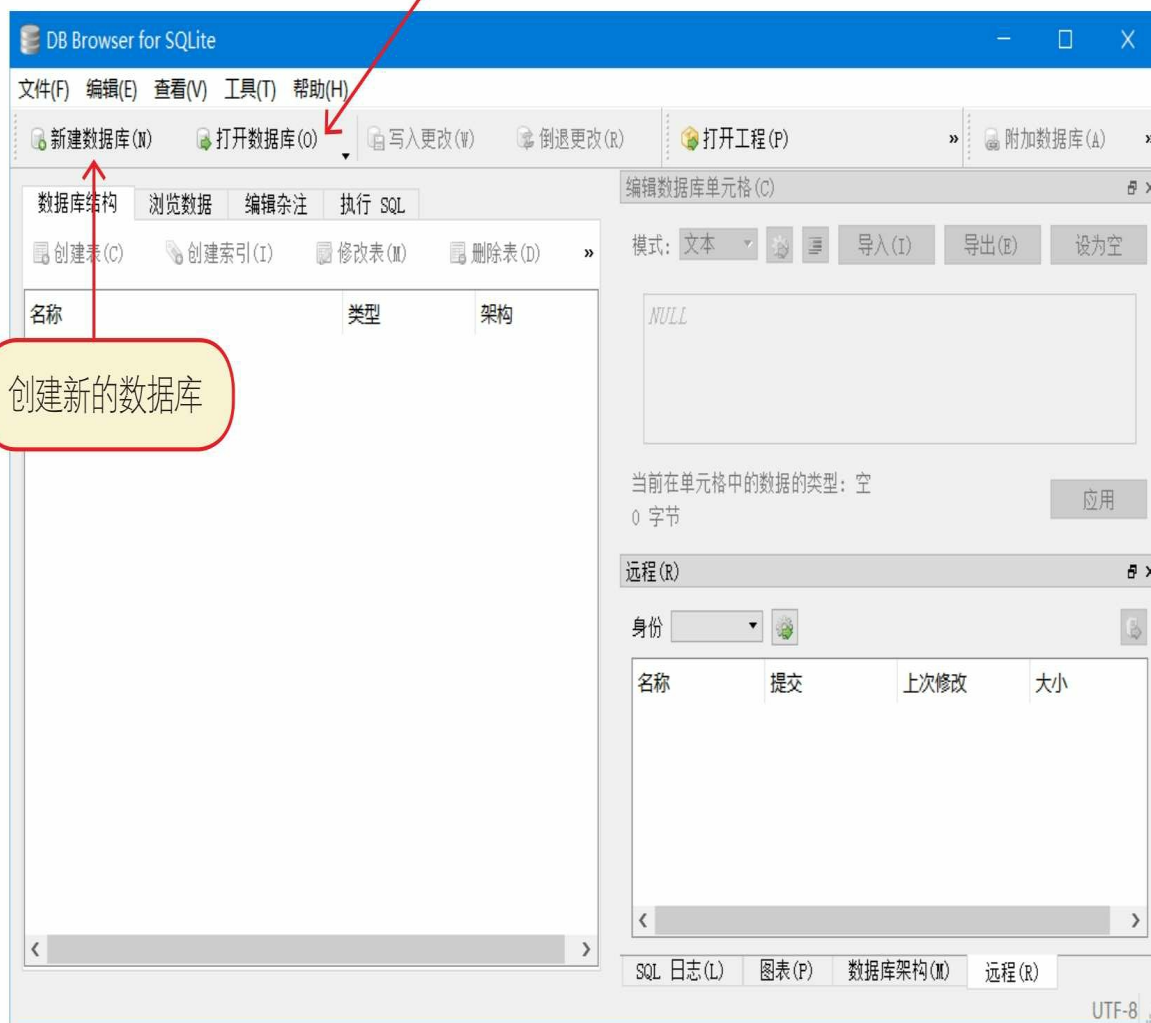 DB Browser for SQLite
文件(F) 编辑(E) 查看(V) 工具(T) 帮助(H)
新建数据库(N) 打开数据库(O) 写入更改(W) 倒退更改(R) 打开工程(P) » 附加数据库(A) »
数据库结构 浏览数据 编辑杂注 执行 SQL
创建表(C) 创建索引(I) 修改表(M) 删除表(D) »
名称 类型 架构
创建新的数据库
编辑数据库单元格(C)
模式: 文本 导入(I) 导出(E) 设为空
NULL
当前在单元格中的数据的类型: 空
0 字节
应用
远程(R)
身份
名称 提交 上次修改 大小
SQL 日志(L) 图表(P) 数据库架构(M) 远程(R)
UTF-8